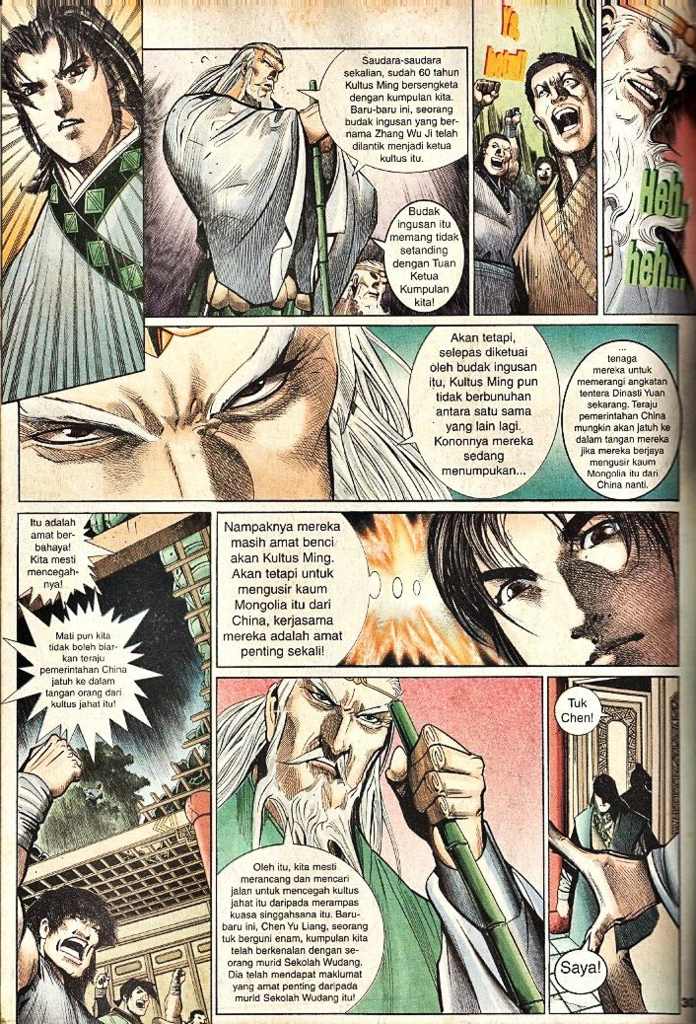 Saudara-saudara
sekalian, sudah 60 tahun
Kultus Ming bersengketa
dengan kumpulan kita.
Baru-baru ini, seorang
budak ingusan yang ber-
nama Zhang Wu Ji telah
dilantik menjadi ketua
kultus itu.
Budak
ingusan itu
memang tidak
setanding
dengan Tuan
Ketua
Kumpulan
kita!
Ya
betul!
Heh,
heh...
Akan tetapi,
selepas diketuai
oleh budak ingusan
itu, Kultus Ming pun
tidak berbunuhan
antara satu sama
yang lain lagi.
Kononnya mereka
sedang
menumpukan...
...
tenaga
mereka untuk
memerangi angkatan
tentera Dinasti Yuan
sekarang. Teraju
pemerintahan China
mungkin akan jatuh ke
dalam tangan mereka
jika mereka berjaya
mengusir kaum
Mongolia itu dari
China nanti.
Itu adalah
amat ber-
bahaya!
Kita mesti
mencegah-
nya!
Mati pun kita
tidak boleh biar-
kan teraju
pemerintahan China
jatuh ke dalam
tangan orang dari
kultus jahat itu!
Nampaknya mereka
masih amat benci
akan Kultus Ming.
Akan tetapi untuk
mengusir kaum
Mongolia itu dari
China, kerjasama
mereka adalah amat
penting sekali!
Oleh itu, kita mesti
merancang dan mencari
jalan untuk mencegah kultus
jahat itu daripada merampas
kuasa singgahsana itu. Baru-
baru ini, Chen Yu Liang, seorang
tuk berguni enam, kumpulan kita
telah berkenalan dengan seorang
murid Sekolah Wudang.
Dia telah mendapat maklumat
yang amat penting daripada
murid Sekolah Wudang itu!
Tuk
Chen!
Saya!